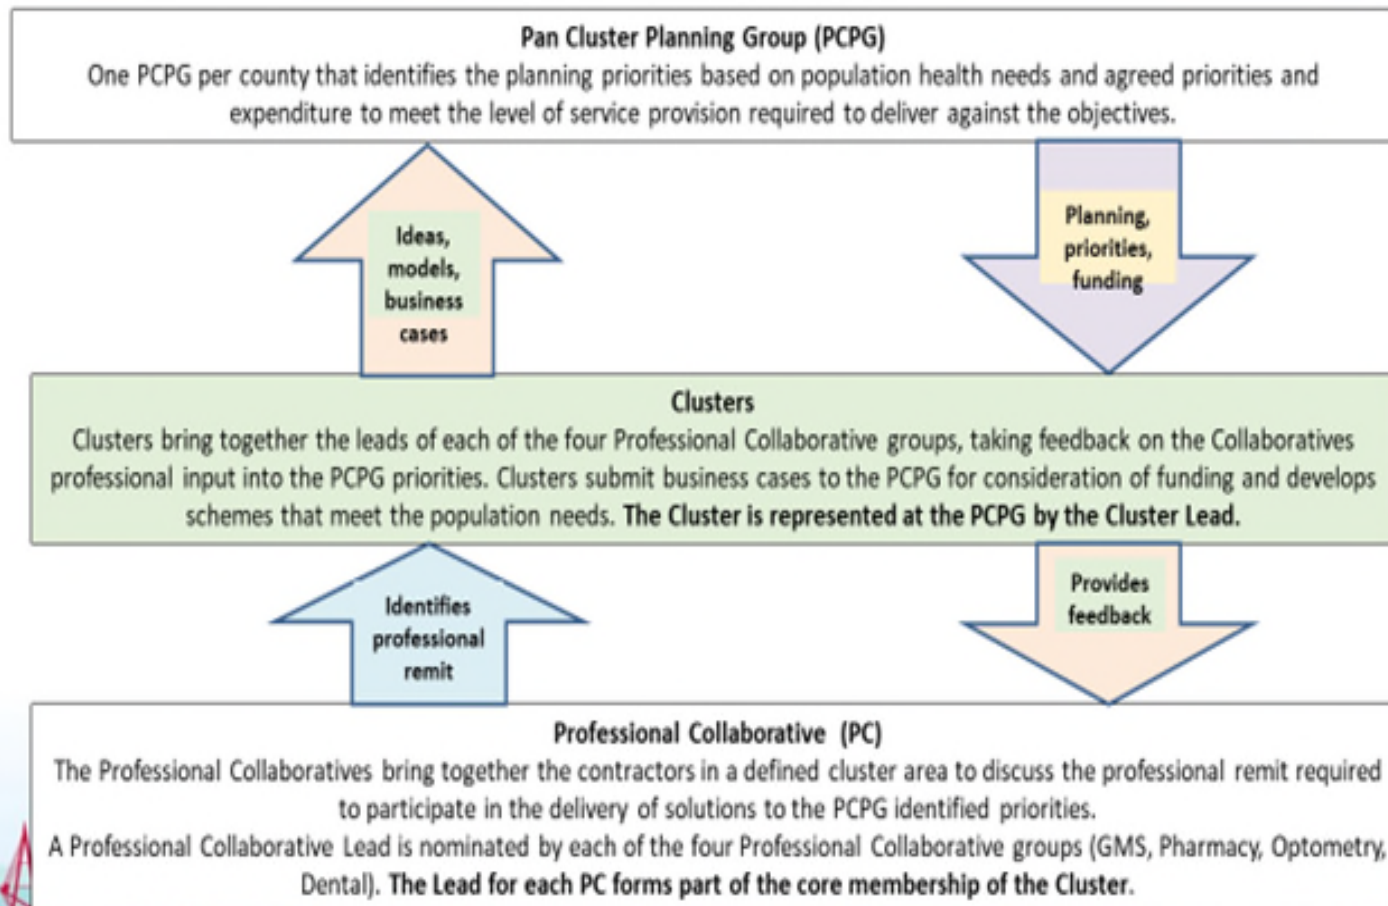 Pan Cluster Planning Group (PCPG)
One PCPG per county that identifies the planning priorities based on population health needs and agreed priorities and
expenditure to meet the level of service provision required to deliver against the objectives.
Ideas,
models,
business
cases
Planning,
priorities,
funding
Clusters
Clusters bring together the leads of each of the four Professional Collaborative groups, taking feedback on the Collaboratives
professional input into the PCPG priorities. Clusters submit business cases to the PCPG for consideration of funding and develops
schemes that meet the population needs. The Cluster is represented at the PCPG by the Cluster Lead.
Identifies
professional
remit
Provides
feedback
Professional Collaborative (PC)
The Professional Collaboratives bring together the contractors in a defined cluster area to discuss the professional remit required
to participate in the delivery of solutions to the PCPG identified priorities.
A Professional Collaborative Lead is nominated by each of the four Professional Collaborative groups (GMS, Pharmacy, Optometry,
Dental). The Lead for each PC forms part of the core membership of the Cluster.